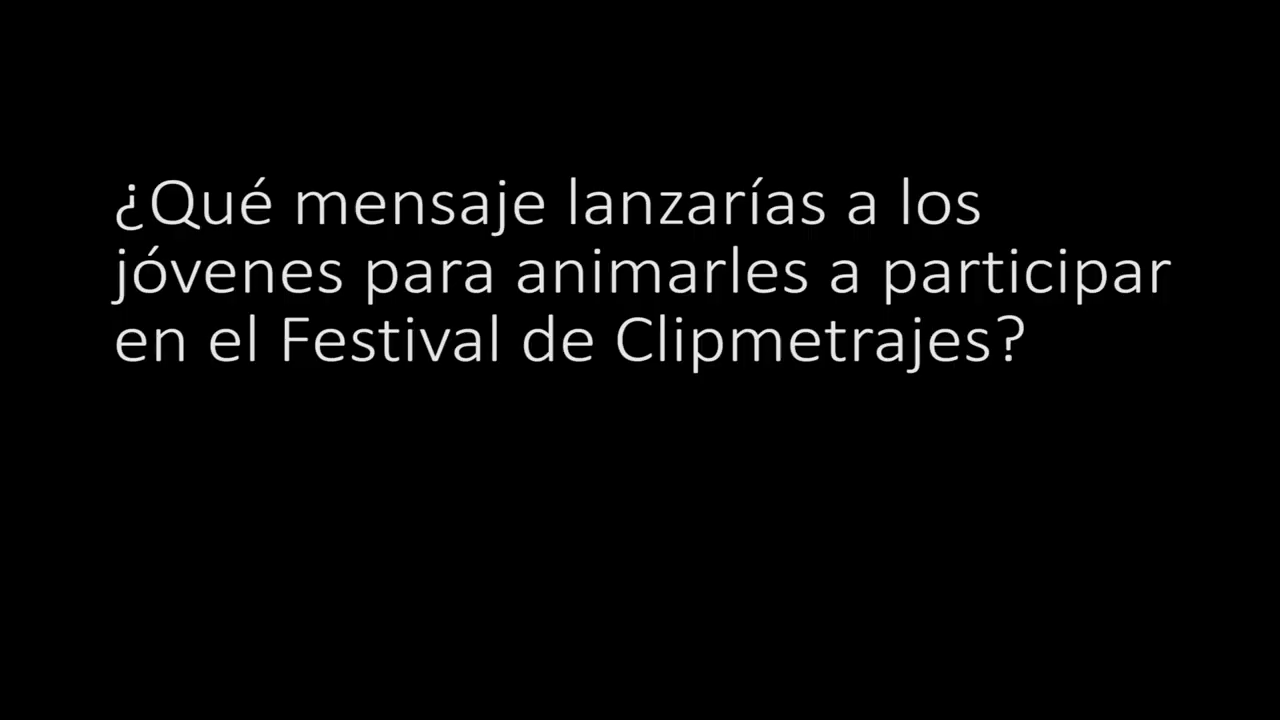 ¿Qué mensaje lanzarías a los
jóvenes para animarles a participar
en el Festival de Clipmetrajes?